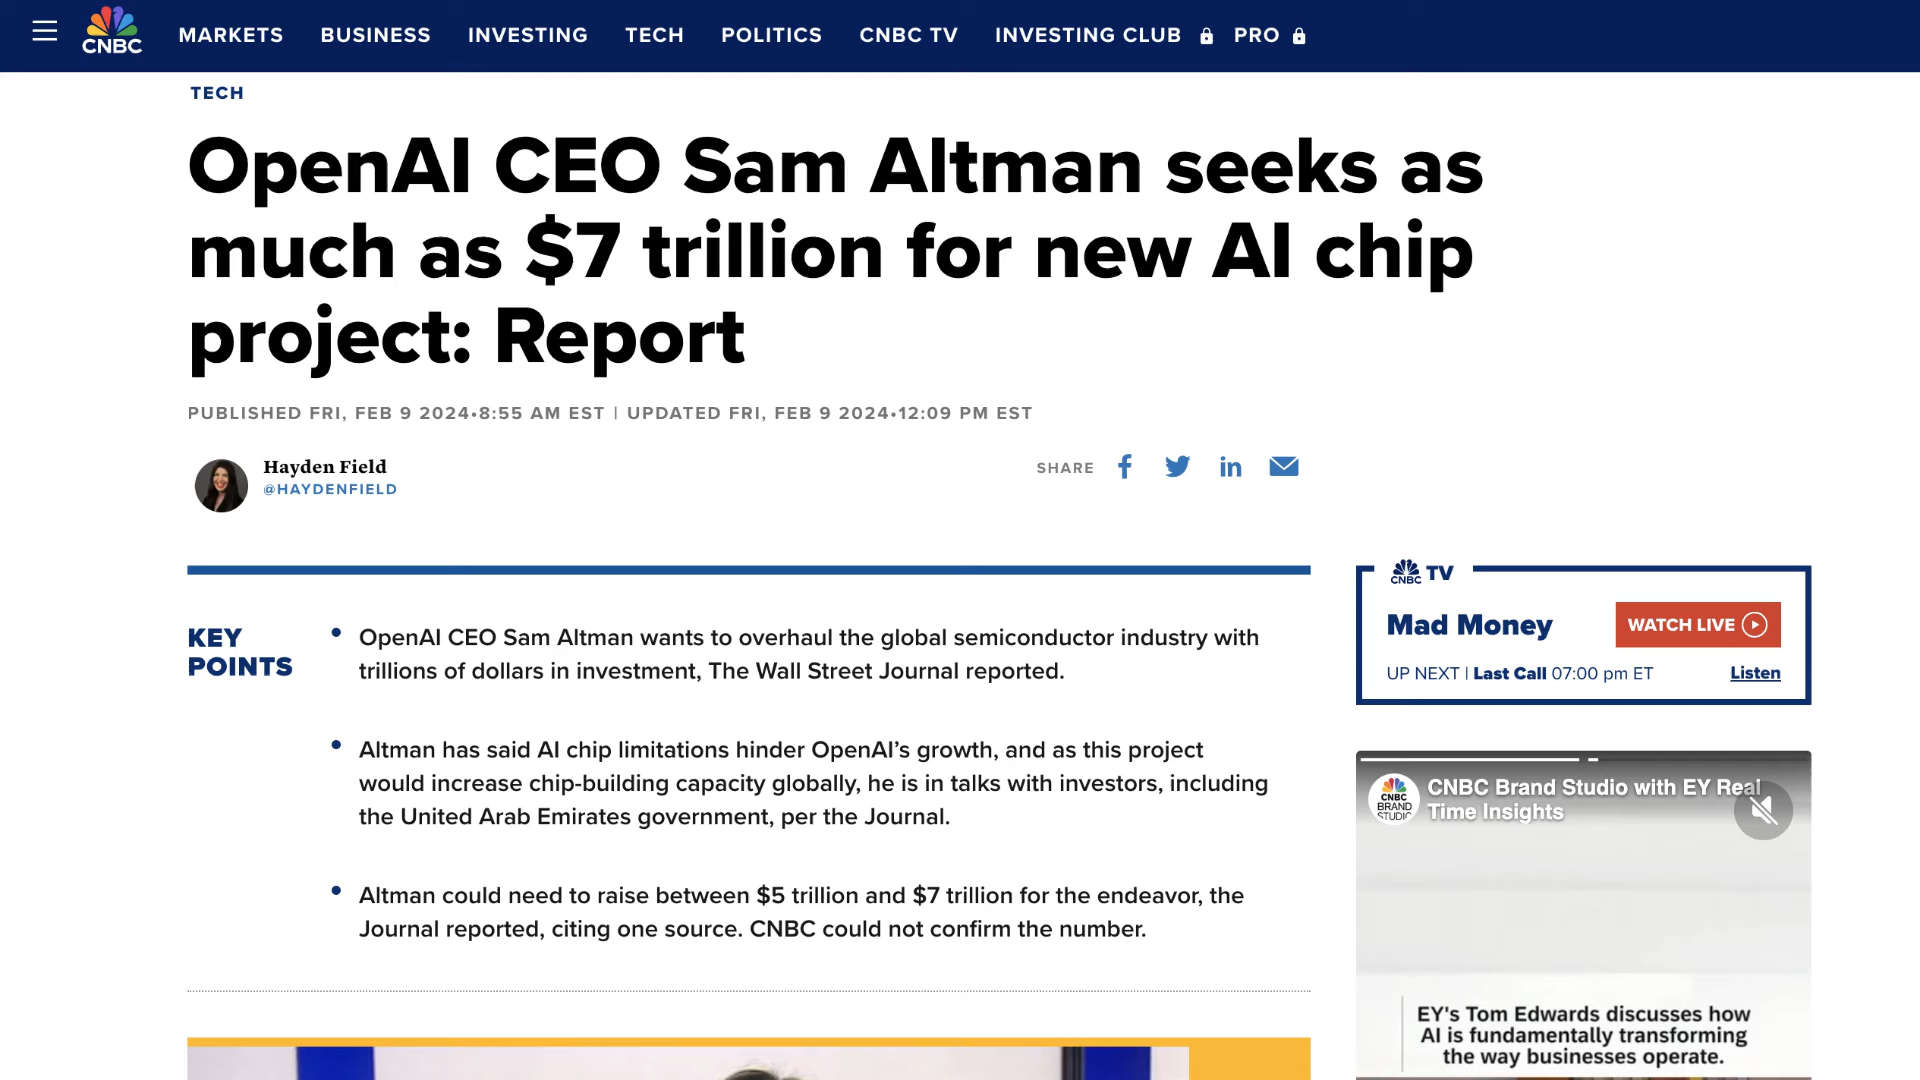 CNBC
MARKETS
BUSINESS
INVESTING
TECH
POLITICS
CNBC TV
INVESTING CLUB
PRO
TECH
OpenAI CEO Sam Altman seeks as
much as $7 trillion for new AI chip
project: Report
PUBLISHED FRI, FEB 9 2024•8:55 AM EST | UPDATED FRI, FEB 9 2024•12:09 PM EST
Hayden Field
@HAYDENFIELD
SHARE
KEY
POINTS
• OpenAI CEO Sam Altman wants to overhaul the global semiconductor industry with
trillions of dollars in investment, The Wall Street Journal reported.
• Altman has said AI chip limitations hinder OpenAI’s growth, and as this project
would increase chip-building capacity globally, he is in talks with investors, including
the United Arab Emirates government, per the Journal.
• Altman could need to raise between $5 trillion and $7 trillion for the endeavor, the
Journal reported, citing one source. CNBC could not confirm the number.
CNBC TV
Mad Money
WATCH LIVE
UP NEXT | Last Call 07:00 pm ET
Listen
CNBC
BRAND
STUDIO
CNBC Brand Studio with EY Real
Time Insights
EY's Tom Edwards discusses how
AI is fundamentally transforming
the way businesses operate.